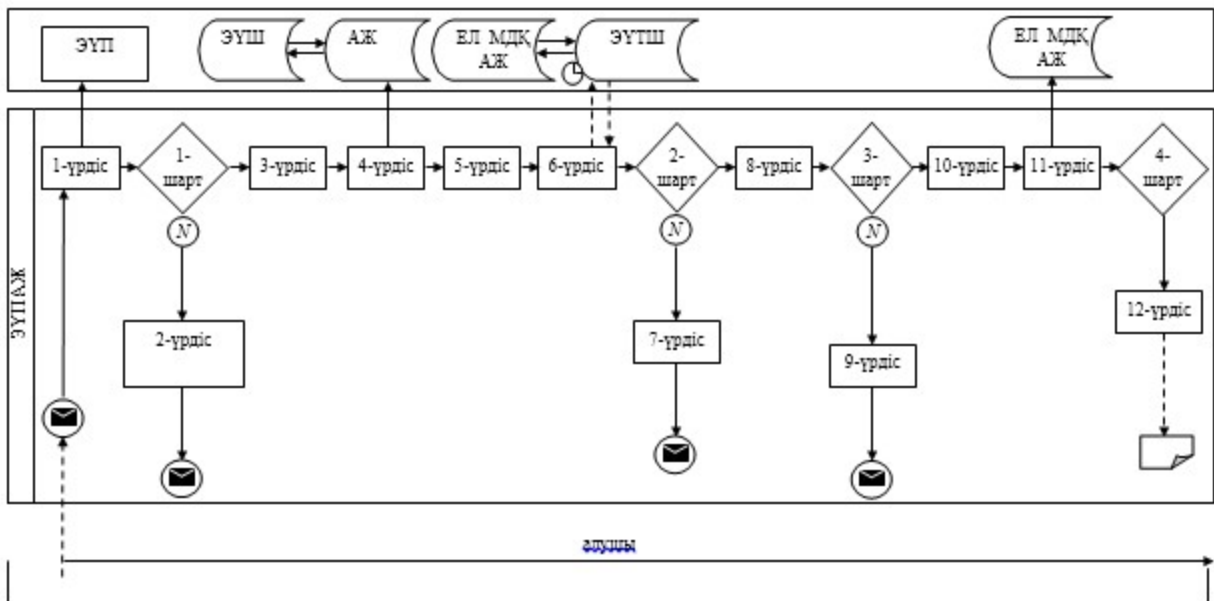 ЭҮП
ЭҮШ
АЖ
ЕЛ МДҚ
АЖ
ЭҮТШ
ЕЛ МДҚ
АЖ
ЭҮПАЖ
1-үрдіс
1-
шарт
3-үрдіс
4-үрдіс
5-үрдіс
6-үрдіс
2-
шарт
8-үрдіс
3-
шарт
10-үрдіс
11-үрдіс
4-
шарт
N
N
N
2-үрдіс
7-үрдіс
9-үрдіс
12-үрдіс
алушы